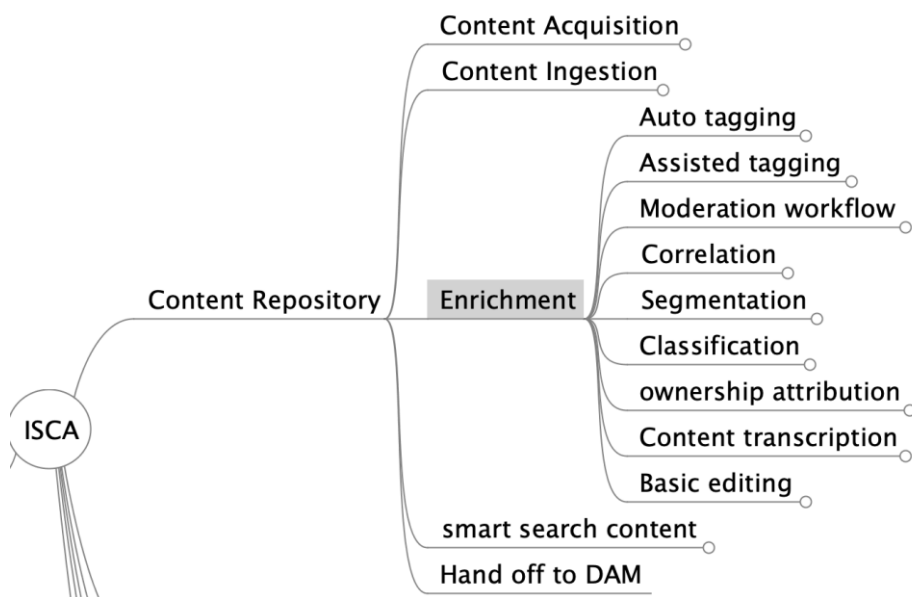 Content Acquisition
Content Ingestion
Auto tagging
Assisted tagging
Moderation workflow
Correlation
Content Repository
Enrichment
Segmentation
Classification
ownership attribution
ISCA
Content transcription
Basic editing
smart search content
Hand off to DAM